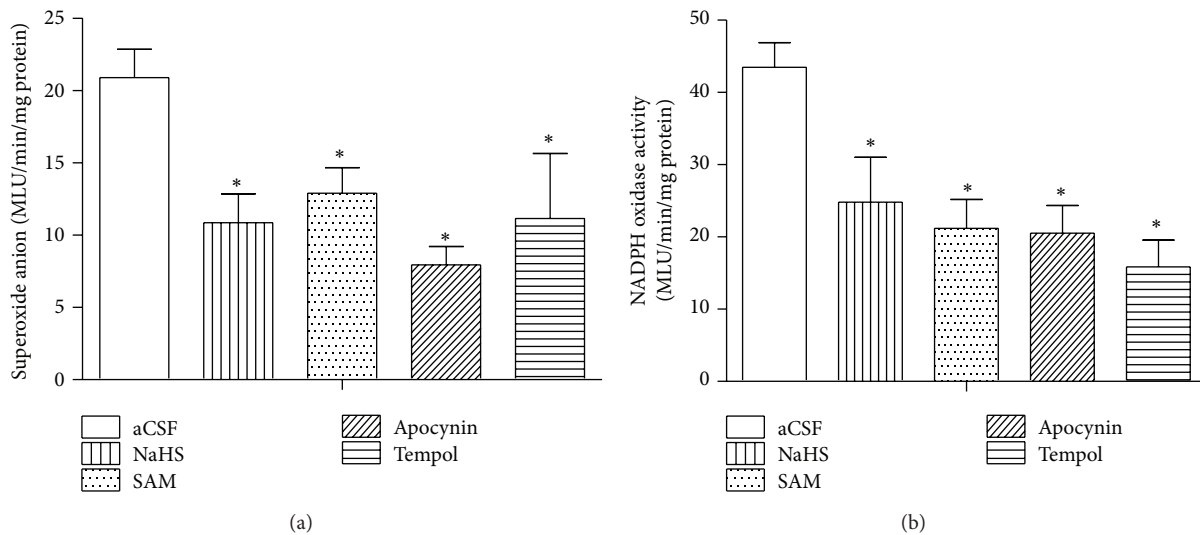 Superoxide anion (MLU/min/mg protein)
25
20
15
10
5
0
*
*
*
*
aCSF
NaHS
SAM
Apocynin
Tempol
(a)
NADPH oxidase activity
(MLU/min/mg protein)
50
40
30
20
10
0
*
*
*
*
aCSF
NaHS
SAM
Apocynin
Tempol
(b)